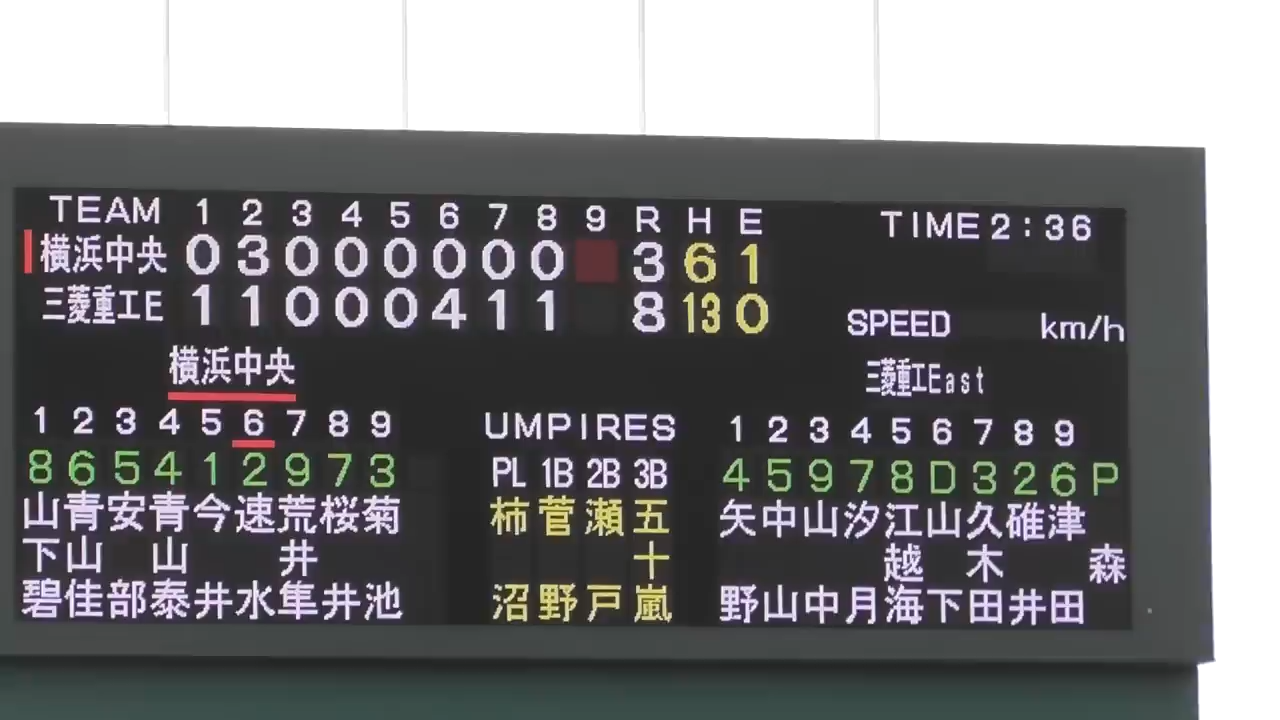 TEAM 1 2 3 4 5 6 7 8 9 R H E TIME 2:36
横浜中央 0 3 0 0 0 0 0 0 3 6 1
三菱重工E 1 1 0 0 0 4 1 1 8 13 0
SPEED km/h
横浜中央
三菱重工East
1 2 3 4 5 6 7 8 9 UMPIRES 1 2 3 4 5 6 7 8 9
8 6 5 4 1 2 9 7 3 PL 1B 2B 3B 4 5 9 7 8 D 3 2 6 P
山 青 安 青 今 速 荒 桜 菊 柿 菅 瀬 五 矢 中 山 汐 江 山 久 碓 津
下 山 山 井 十 越 木 森
碧 佳 部 泰 井 水 隼 井 池 沼 野 戸 嵐 野 山 中 月 海 下 田 井 田